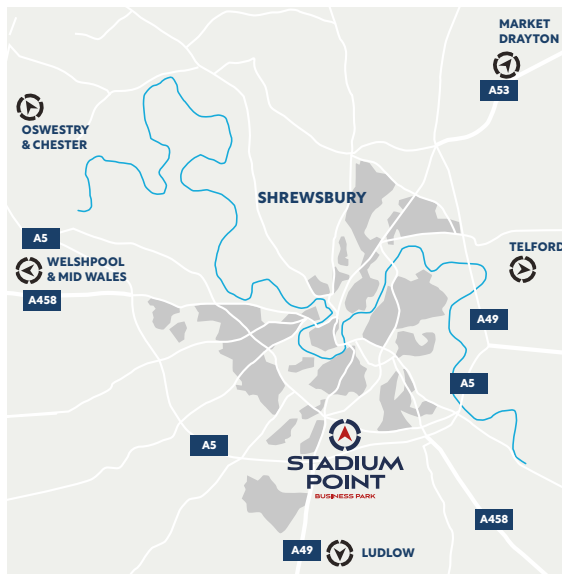 MARKET
DRAYTON
A53
OSWESTRY
& CHESTER
SHREWSBURY
A5
WELSHPOOL
& MID WALES
A458
TELFORD
A49
A5
A5
STADIUM
POINT
BUSINESS PARK
A458
A49
LUDLOW